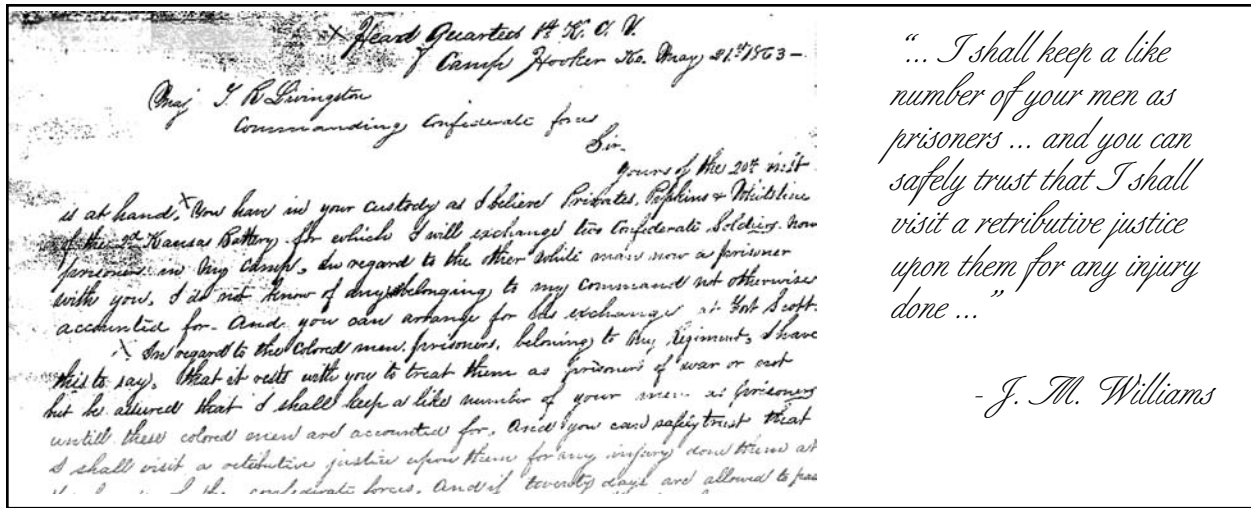 Head Quarters 1st K. C. V.
Camp Hooker Ks. May 21st 1863-
Maj T R Livingston
Commanding Confederate forces
Sir.
Yours of the 20th inst
is at hand. You have in your custody as I believe Privates, Pipkins & Whitstine
of the 2d Kansas Battery for which I will exchange two Confederate Soldiers now
prisoners in my Camp. In regard to the other white man now a prisoner
with you, I do not know of any belonging to my command not otherwise
accounted for. And you can arrange for his exchange at Fort Scott.
In regard to the Colored men, prisoners, beloning to my Regiment, I have
this to say, that it rests with you to treat them as prisoners of war or not
but be assured that I shall keep a like number of your men as prisoners
untill these colored men are accounted for, And you can safely trust that
I shall visit a retributive justice upon them for any injury done them at
the hands of the confederate forces, And if twenty days are allowed to pass
“... I shall keep a like
number of your men as
prisoners ... and you can
safely trust that I shall
visit a retributive justice
upon them for any injury
done ...”
- J. M. Williams